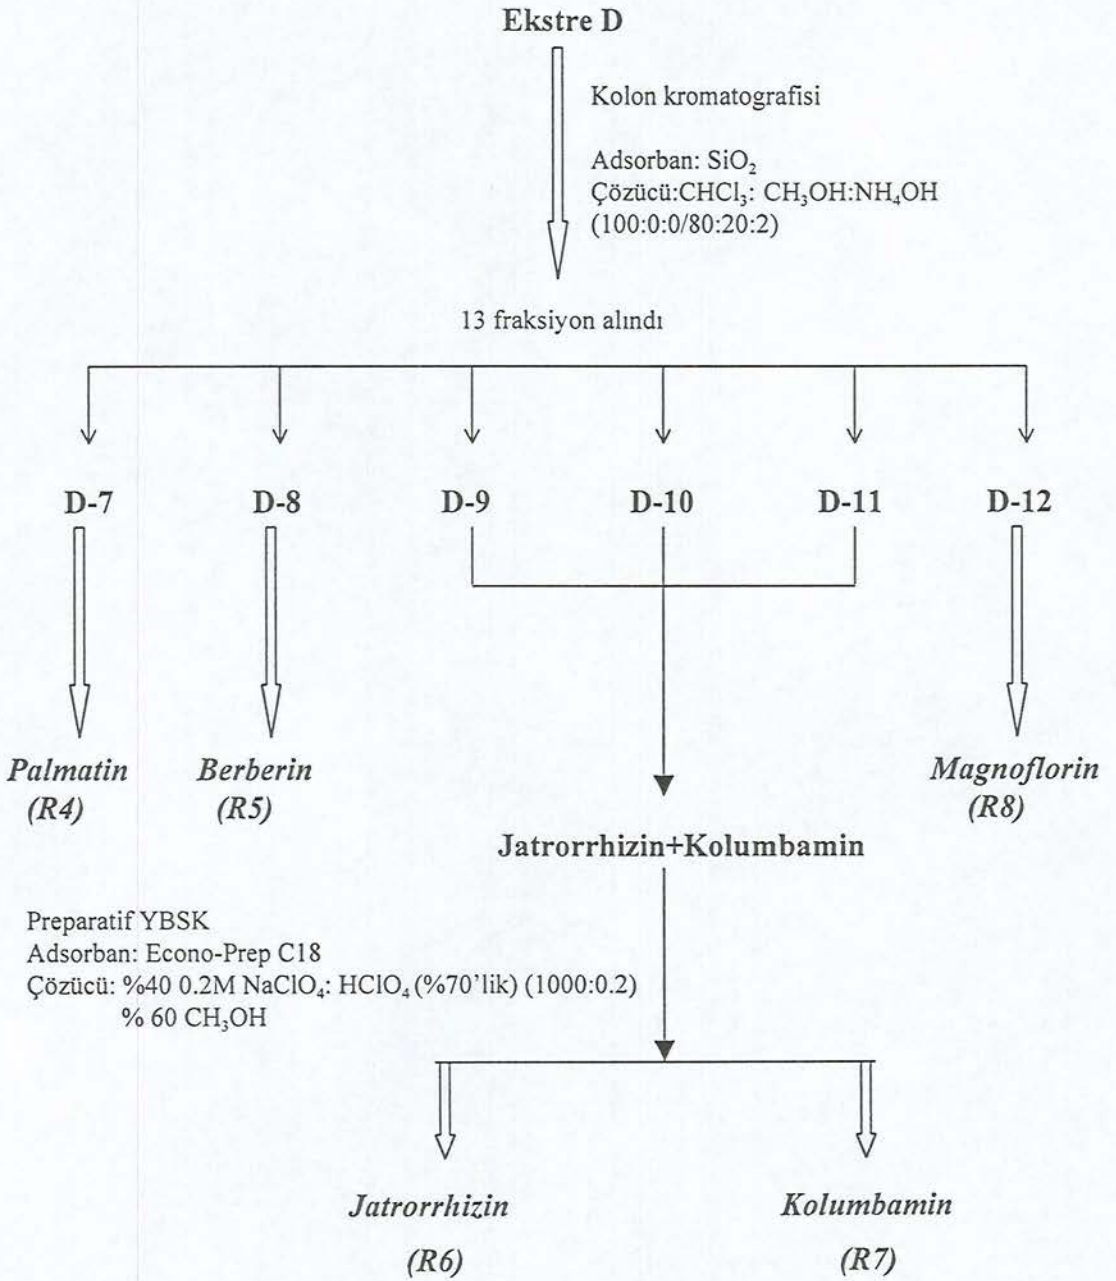 Ekstre D
Kolon kromatografisi
Adsorban: SiO₂
Çözücü:CHCl₃: CH₃OH:NH₄OH
(100:0:0/80:20:2)
13 fraksiyon alındı
D-7 D-8 D-9 D-10 D-11 D-12
Palmatin Berberin Magnoflorin
(R4) (R5) (R8)
Jatrorrhizin+Kolumbamin
Preparatif YBSK
Adsorban: Econo-Prep C18
Çözücü: %40 0.2M NaClO₄: HClO₄ (%70'lik) (1000:0.2)
% 60 CH₃OH
Jatrorrhizin Kolumbamin
(R6) (R7)